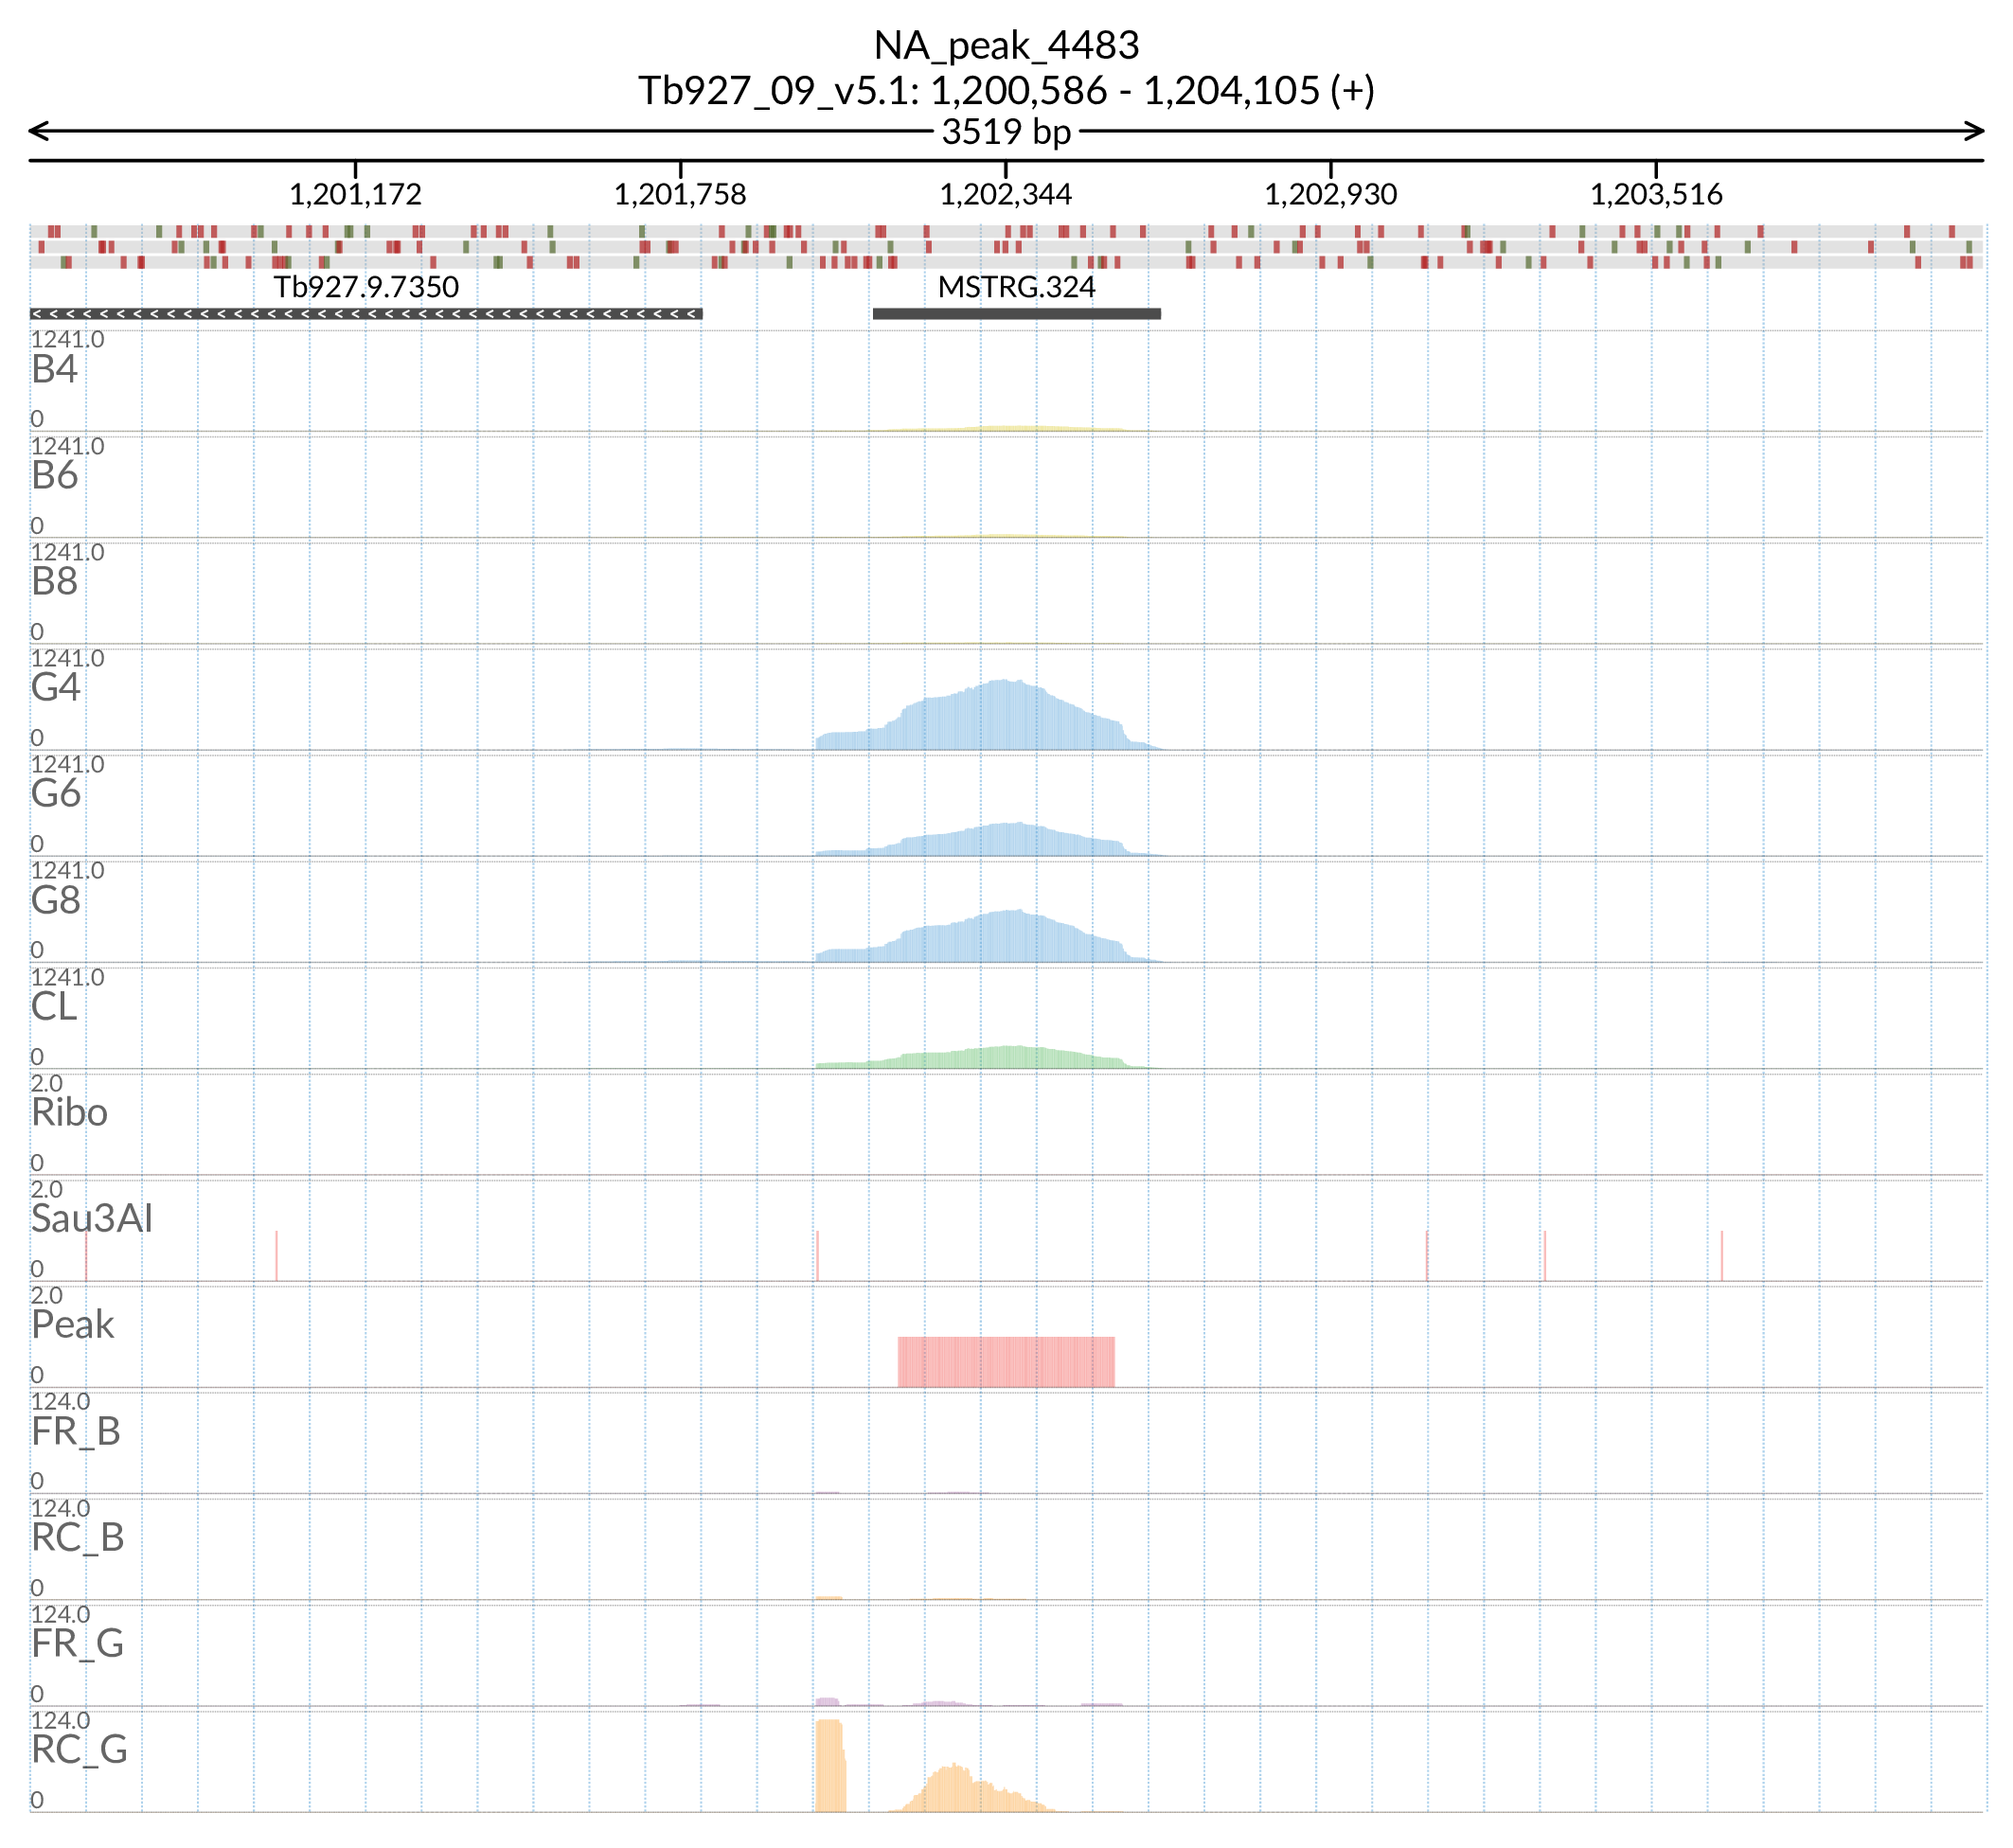 NA_peak_4483
Tb927_09_v5.1: 1,200,586 - 1,204,105 (+)
3519 bp
1,201,172 1,201,758 1,202,344 1,202,930 1,203,516
Tb927.9.7350 MSTRG.324
1241.0
B4
0
1241.0
B6
0
1241.0
B8
0
1241.0
G4
0
1241.0
G6
0
1241.0
G8
0
1241.0
CL
0
2.0
Ribo
0
2.0
Sau3AI
0
2.0
Peak
0
124.0
FR_B
0
124.0
RC_B
0
124.0
FR_G
0
124.0
RC_G
0